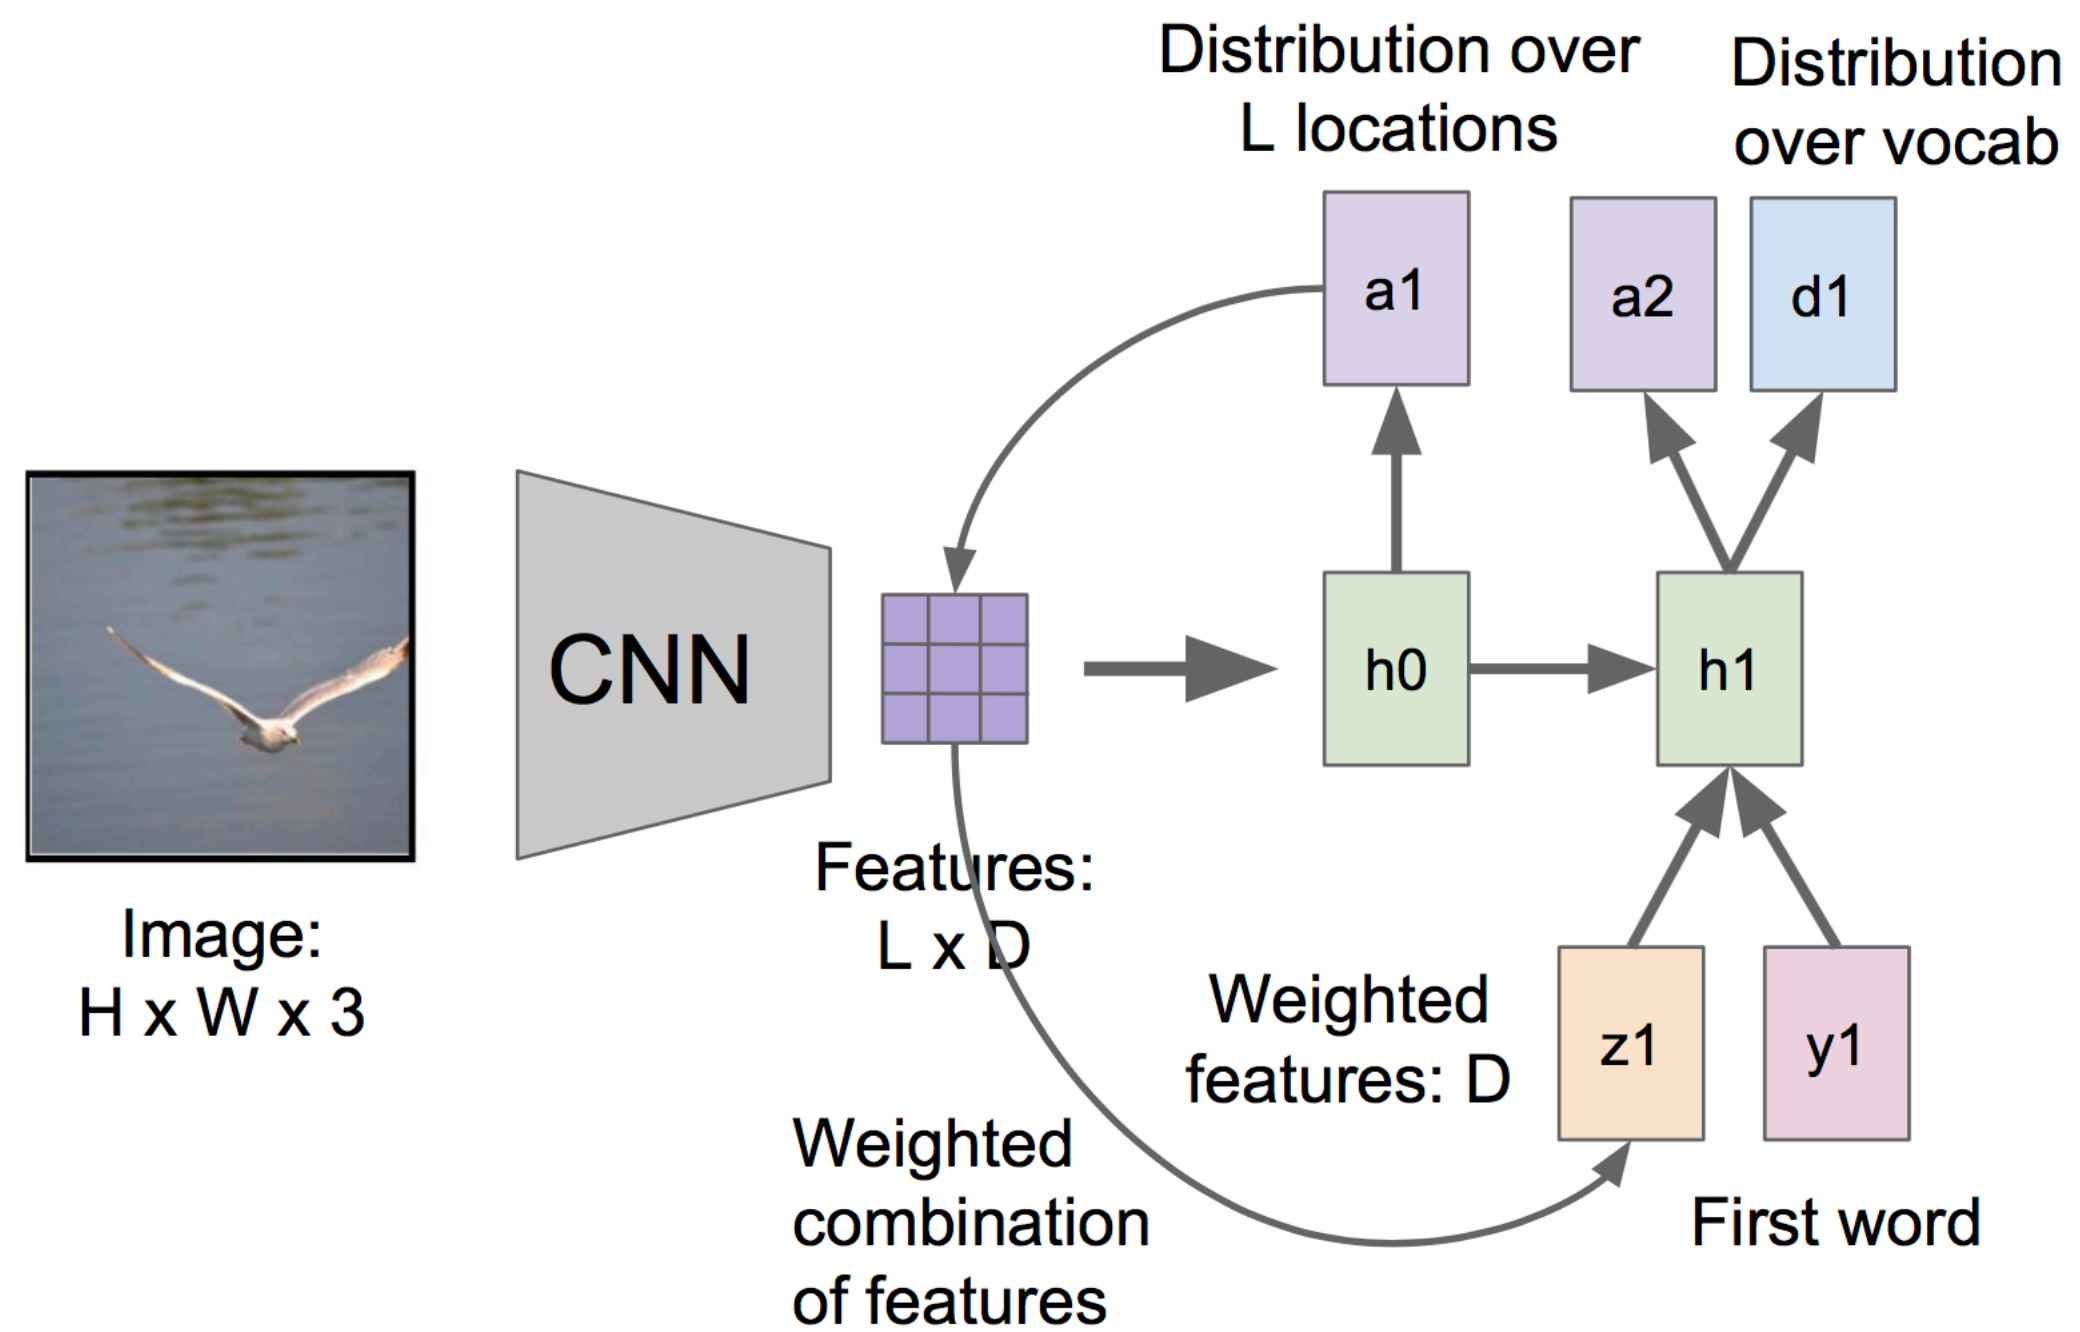 Distribution over
L locations
Distribution
over vocab
a1
a2
d1
CNN
h0
h1
Features:
L x D
Image:
H x W x 3
Weighted
features: D
z1
y1
Weighted
combination
of features
First word